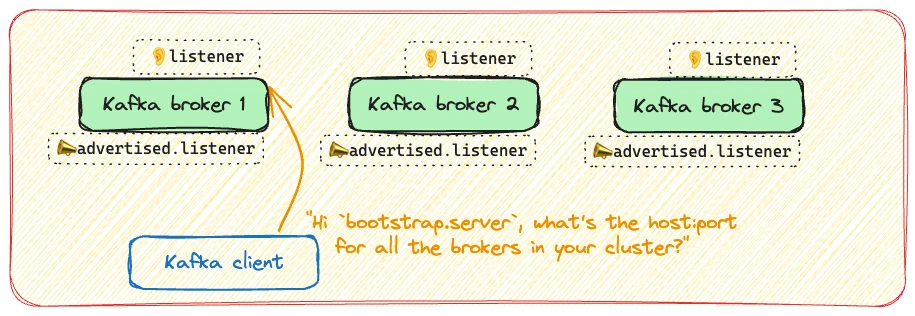 listener
listener
listener
Kafka broker 1
Kafka broker 2
Kafka broker 3
advertised.listener
advertised.listener
advertised.listener
"Hi `bootstrap.server`, what's the host:port
for all the brokers in your cluster?"
Kafka client